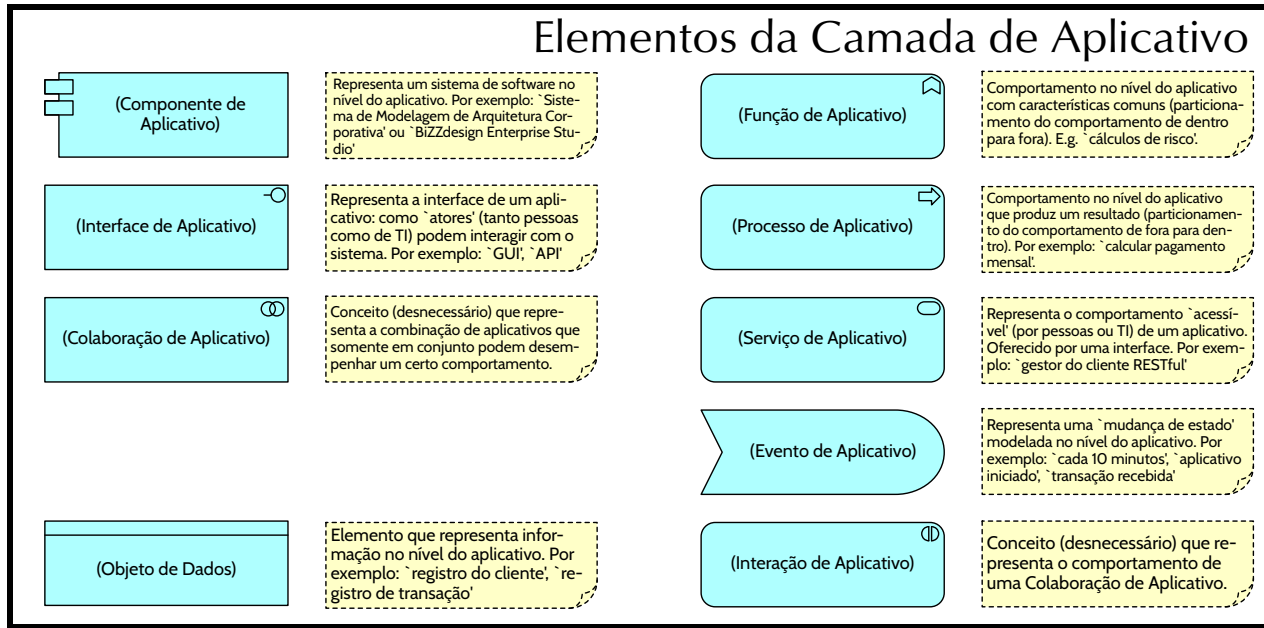 Elementos da Camada de Aplicativo
(Componente de
Aplicativo)
Representa um sistema de software no
nível do aplicativo. Por exemplo: `Siste-
ma de Modelagem de Arquitetura Cor-
porativa' ou `BiZZdesign Enterprise Stu-
dio'
(Função de Aplicativo)
Comportamento no nível do aplicativo
com características comuns (particiona-
mento do comportamento de dentro
para fora). E.g. `cálculos de risco'.
(Interface de Aplicativo)
Representa a interface de um apli-
cativo: como `atores' (tanto pessoas
como de TI) podem interagir com o
sistema. Por exemplo: `GUI', `API'
(Processo de Aplicativo)
Comportamento no nível do aplicativo
que produz um resultado (particionamen-
to do comportamento de fora para den-
tro). Por exemplo: `calcular pagamento
mensal'.
(Colaboração de Aplicativo)
Conceito (desnecessário) que repre-
senta a combinação de aplicativos que
somente em conjunto podem desem-
penhar um certo comportamento.
(Serviço de Aplicativo)
Representa o comportamento `acessí-
vel' (por pessoas ou TI) de um aplicativo.
Oferecido por uma interface. Por exem-
plo: `gestor do cliente RESTful'
(Evento de Aplicativo)
Representa uma `mudança de estado'
modelada no nível do aplicativo. Por
exemplo: `cada 10 minutos', `aplicativo
iniciado', `transação recebida'
(Objeto de Dados)
Elemento que representa infor-
mação no nível do aplicativo. Por
exemplo: `registro do cliente', `re-
gistro de transação'
(Interação de Aplicativo)
Conceito (desnecessário) que re-
presenta o comportamento de
uma Colaboração de Aplicativo.